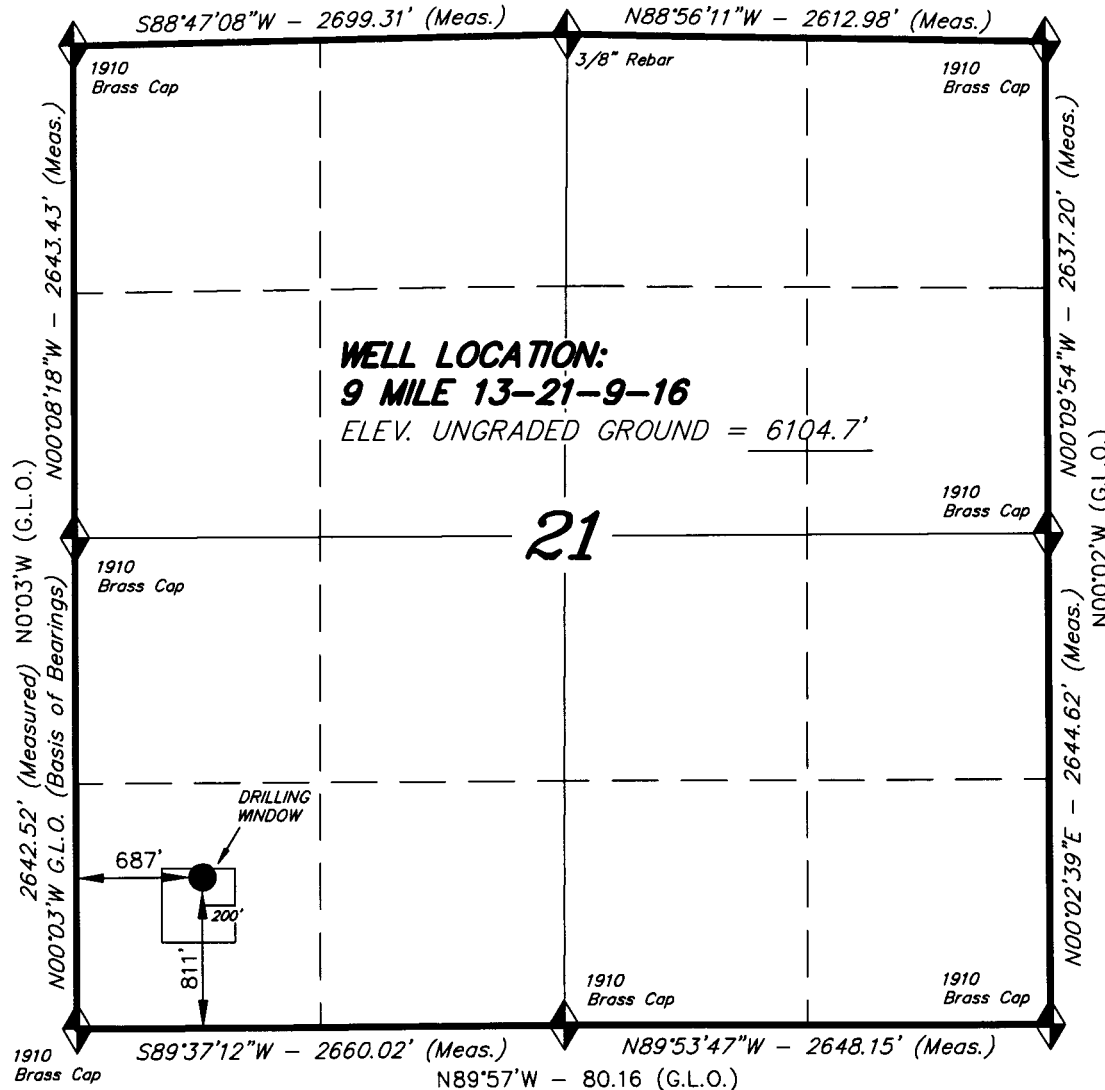 S88°47'08"W - 2699.31' (Meas.)
N88°56'11"W - 2612.98' (Meas.)
1910
Brass Cap
3/8" Rebar
1910
Brass Cap
N00°08'18"W - 2643.43' (Meas.)
N00°09'54"W - 2637.20' (Meas.)
WELL LOCATION:
9 MILE 13-21-9-16
ELEV. UNGRADED GROUND = 6104.7'
N0°03'W (G.L.O.)
N00°02'W (G.L.O.)
1910
Brass Cap
21
1910
Brass Cap
2642.52' (Measured)
N00°03'W G.L.O. (Basis of Bearings)
N00°02'39"E - 2644.62' (Meas.)
DRILLING
WINDOW
687'
200'
811'
1910
Brass Cap
1910
Brass Cap
1910
Brass Cap
S89°37'12"W - 2660.02' (Meas.)
N89°53'47"W - 2648.15' (Meas.)
N89°57'W - 80.16 (G.L.O.)